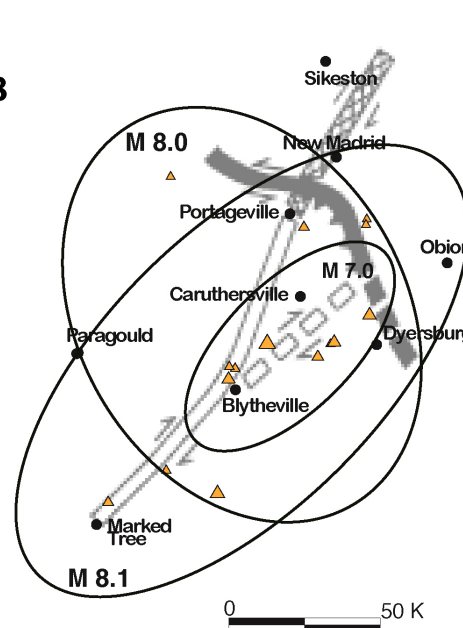 B
Sikeston
M 8.0
New Madrid
Portageville
Obion
M 7.0
Caruthersville
Paragould
Dyersburg
Blytheville
Marked
Tree
M 8.1
0
50 K